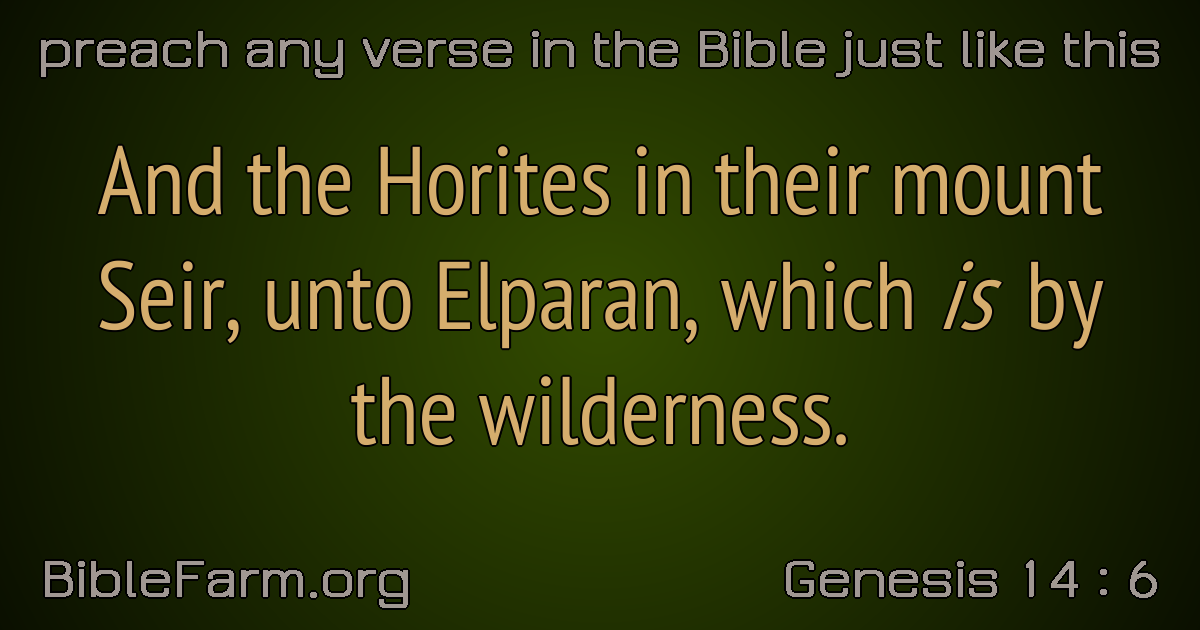 preach any verse in the Bible just like this
And the Horites in their mount
Seir, unto Elparan, which is by
the wilderness.
BibleFarm.org
Genesis 14 : 6